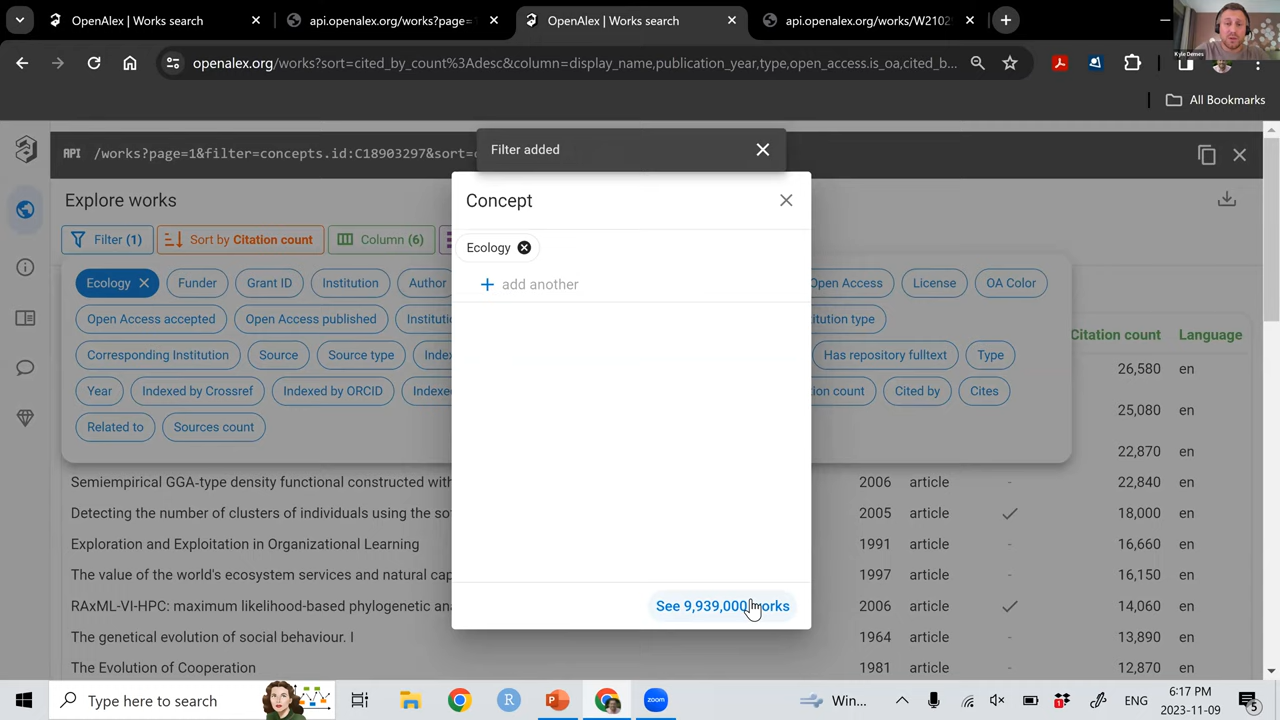 OpenAlex | Works search
api.openalex.org/works?page=
OpenAlex | Works search
api.openalex.org/works/W2102
openalex.org/works?sort=cited_by_count%3Adesc&column=display_name,publication_year,type,open_access.is_oa,cited_b...
Kyle Demes
All Bookmarks
API /works?page=1&filter=concepts.id:C18903297&sort=
Filter added
Explore works
Concept
Filter (1)
Sort by Citation count
Column (6)
Ecology
add another
Ecology
Funder
Grant ID
Institution
Author
Open Access
License
OA Color
Open Access accepted
Open Access published
type
Citation count
Language
Corresponding Institution
Source
Source type
Has repository fulltext
Type
26,580 en
Year
Indexed by Crossref
Indexed by ORCID
count
Cited by
Cites
25,080 en
Related to
Sources count
22,870 en
Semiempirical GGA-type density functional constructed 2006 article - 22,840 en
Detecting the number of clusters of individuals using the 2005 article 18,000 en
Exploration and Exploitation in Organizational Learning 1991 article - 16,660 en
The value of the world's ecosystem services and natural 1997 article - 16,150 en
RAxML-VI-HPC: maximum likelihood-based phylogenetic 2006 article 14,060 en
See 9,939,000 works
The genetical evolution of social behaviour. I 1964 article - 13,890 en
The Evolution of Cooperation 1981 article - 12,870 en
Type here to search
Win...
ENG
6:17 PM
2023-11-09
5